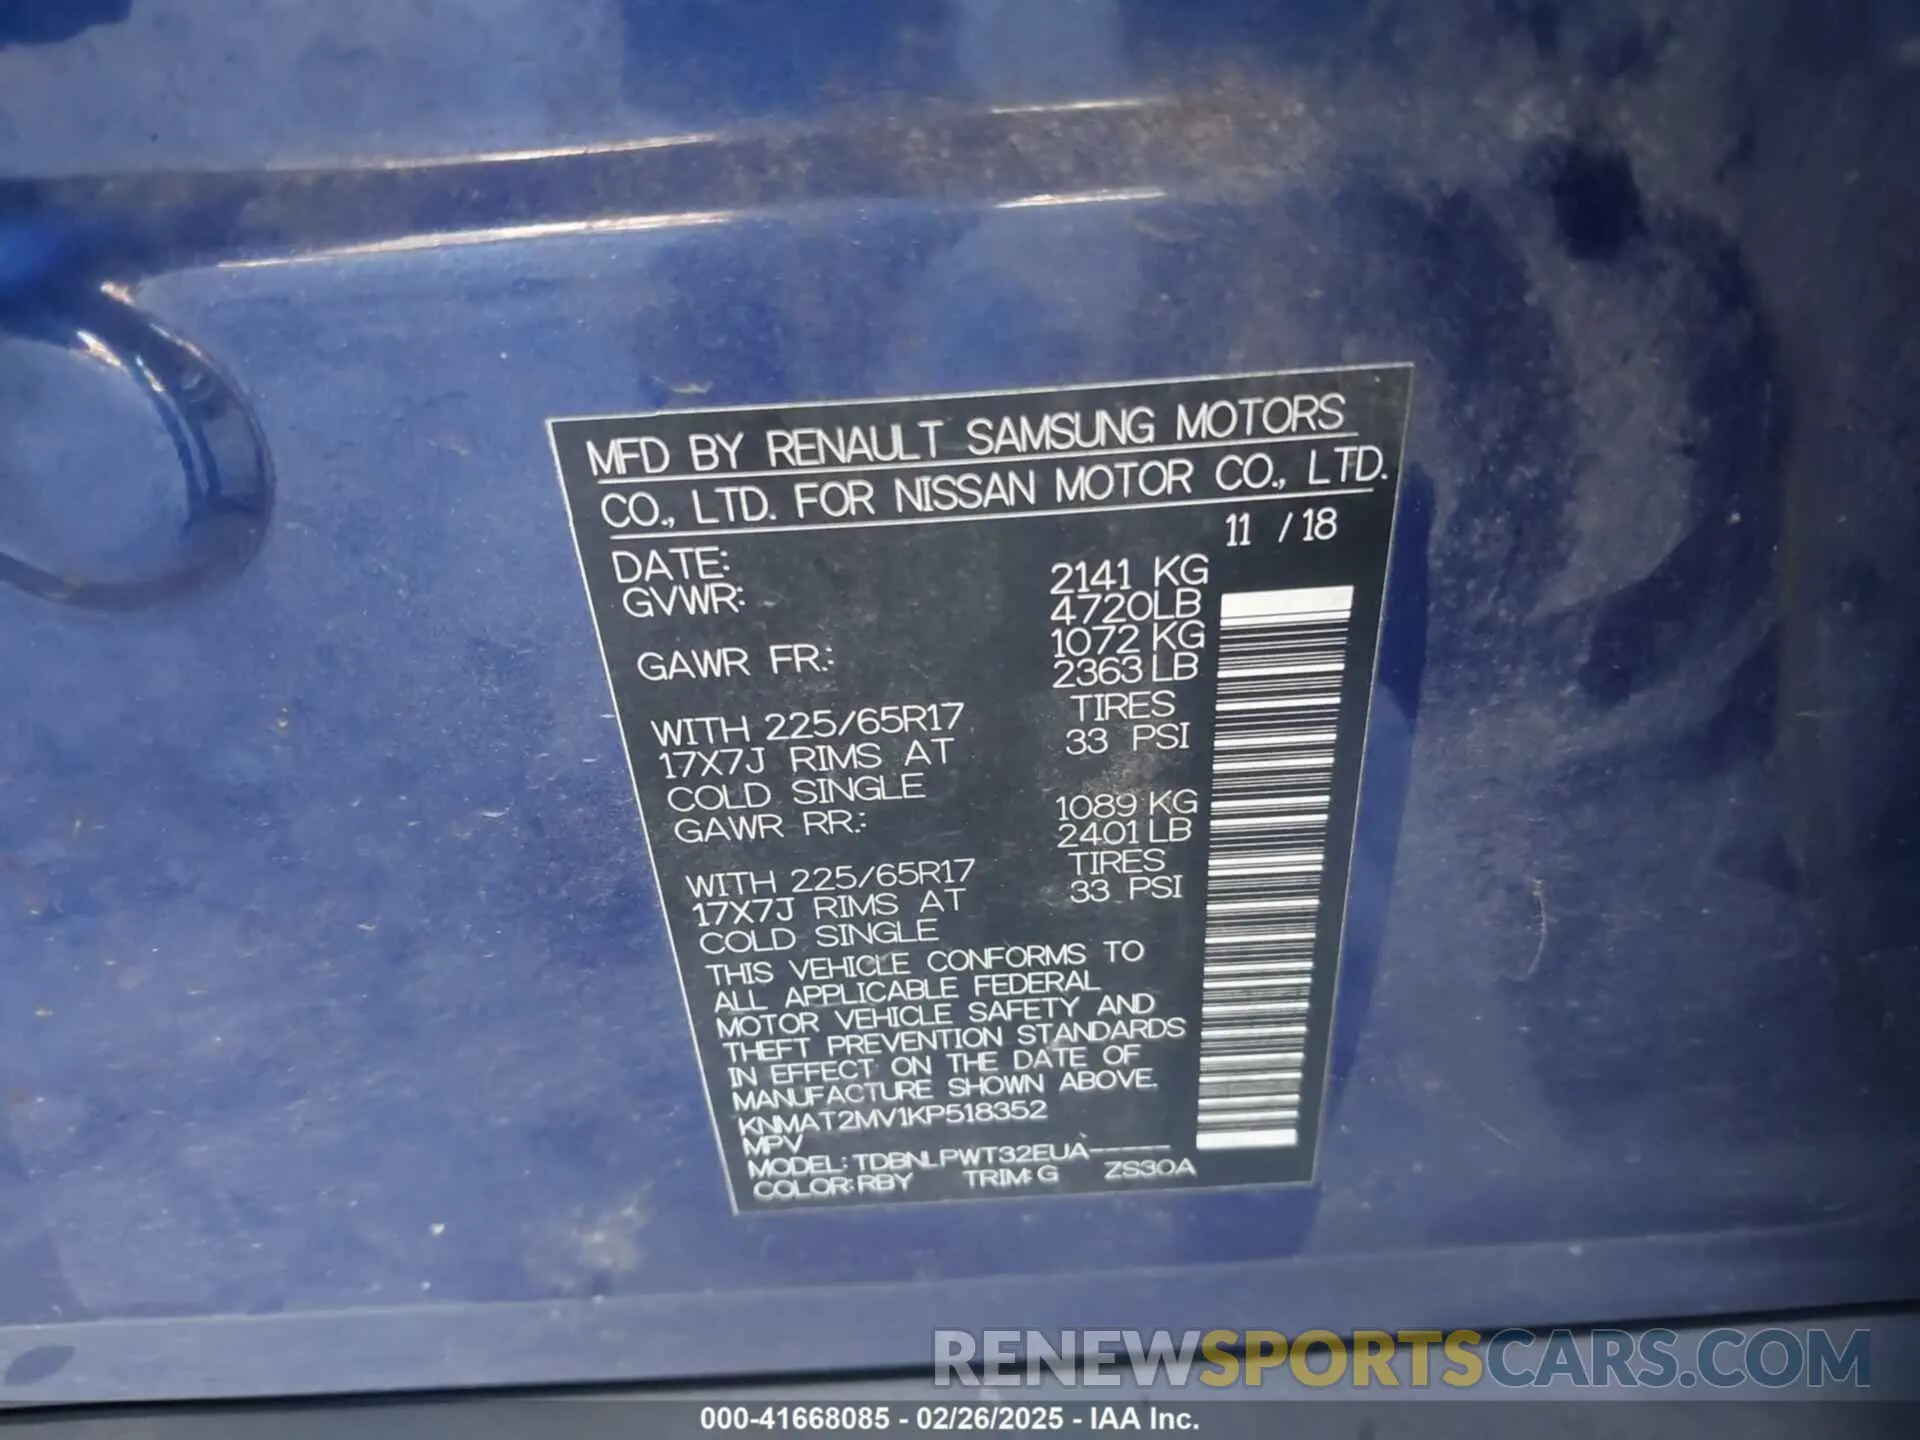 MFD BY RENAULT SAMSUNG MOTORS
CO., LTD. FOR NISSAN MOTOR CO., LTD.
DATE: 11 / 18
GVWR: 2141 KG
4720LB
GAWR FR.: 1072 KG
2363 LB
WITH 225/65R17 TIRES
17X7J RIMS AT 33 PSI
COLD SINGLE
GAWR RR.: 1089 KG
2401 LB
WITH 225/65R17 TIRES
17X7J RIMS AT 33 PSI
COLD SINGLE
THIS VEHICLE CONFORMS TO
ALL APPLICABLE FEDERAL
MOTOR VEHICLE SAFETY AND
THEFT PREVENTION STANDARDS
IN EFFECT ON THE DATE OF
MANUFACTURE SHOWN ABOVE.
KNMAT2MV1KP518352
MPV
MODEL: TDBNLPWT32EUA-----
COLOR: RBY TRIM: G ZS30A
RENEWSPORTSCARS.COM
000-41668085 - 02/26/2025 - IAA Inc.